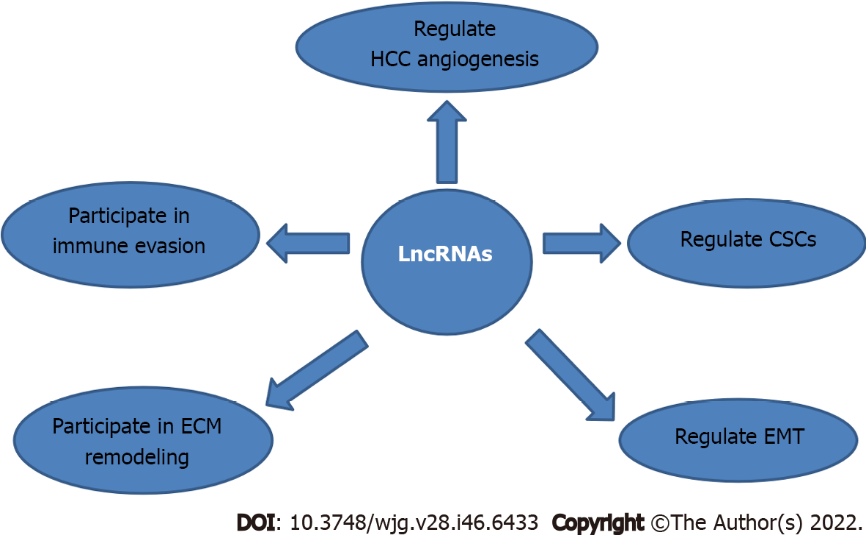 Regulate
HCC angiogenesis
Participate in
immune evasion
LncRNAs
Regulate CSCs
Participate in ECM
remodeling
Regulate EMT
DOI: 10.3748/wjg.v28.i46.6433 Copyright ©The Author(s) 2022.